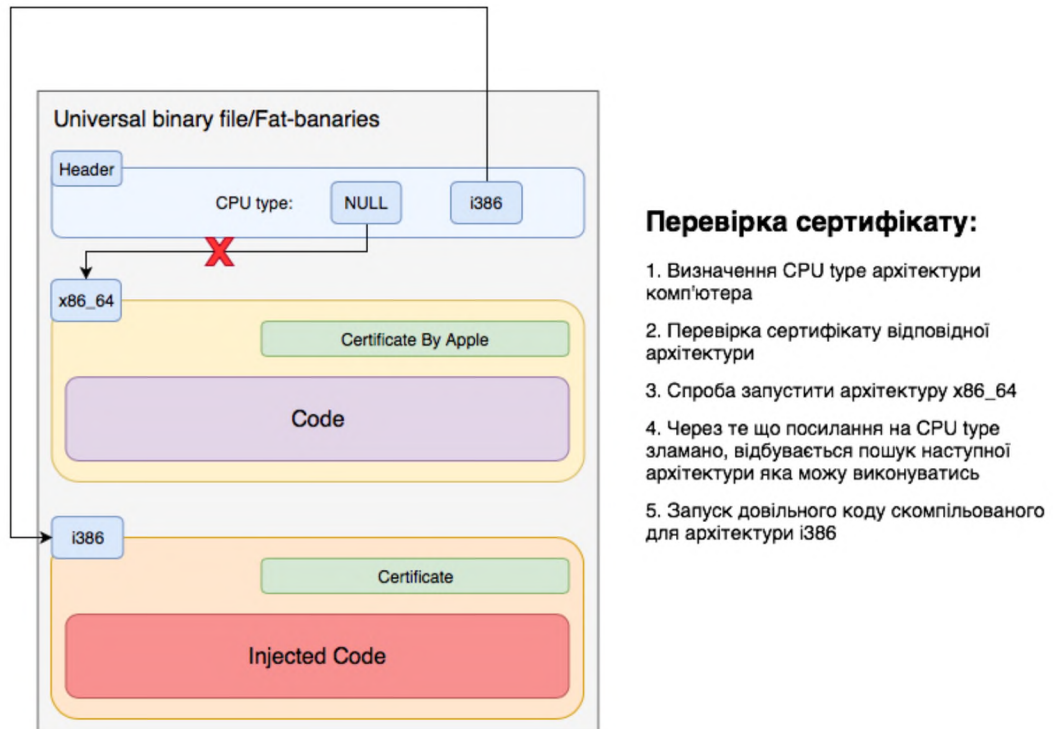 Universal binary file/Fat-banaries
Header
CPU type:
NULL
i386
X
x86_64
Certificate By Apple
Code
i386
Certificate
Injected Code
Перевірка сертифікату:
1. Визначення CPU type архітектури
комп'ютера
2. Перевірка сертифікату відповідної
архітектури
3. Спроба запустити архітектуру x86_64
4. Через те що посилання на CPU type
зламано, відбувається пошук наступної
архітектури яка можу виконуватись
5. Запуск довільного коду скомпільованого
для архітектури i386